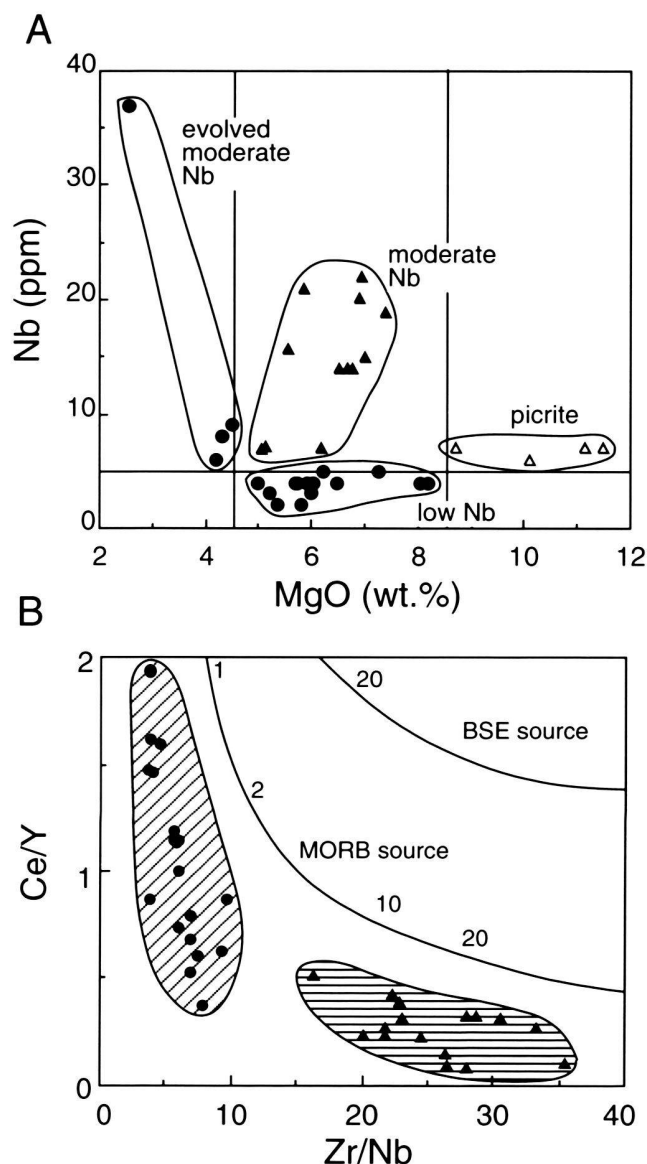 A
40
30
20
10
0
Nb (ppm)
evolved
moderate
Nb
moderate
Nb
picrite
low Nb
2 4 6 8 10 12
MgO (wt.%)
B
2
1
0
Ce/Y
1
20
BSE source
2
MORB source
10
20
0 10 20 30 40
Zr/Nb